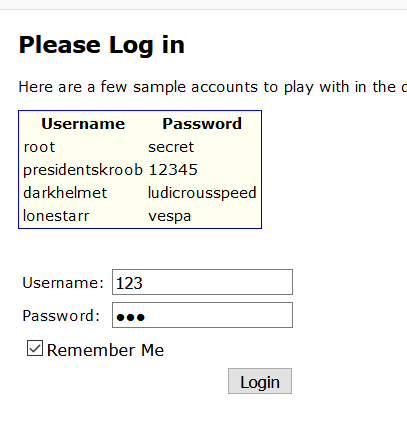 Please Log in
Here are a few sample accounts to play with in the
Username Password
root secret
presidentskroob 12345
darkhelmet ludicrousspeed
lonestarr vespa
Username: 123
Password: ●●●
Remember Me
Login